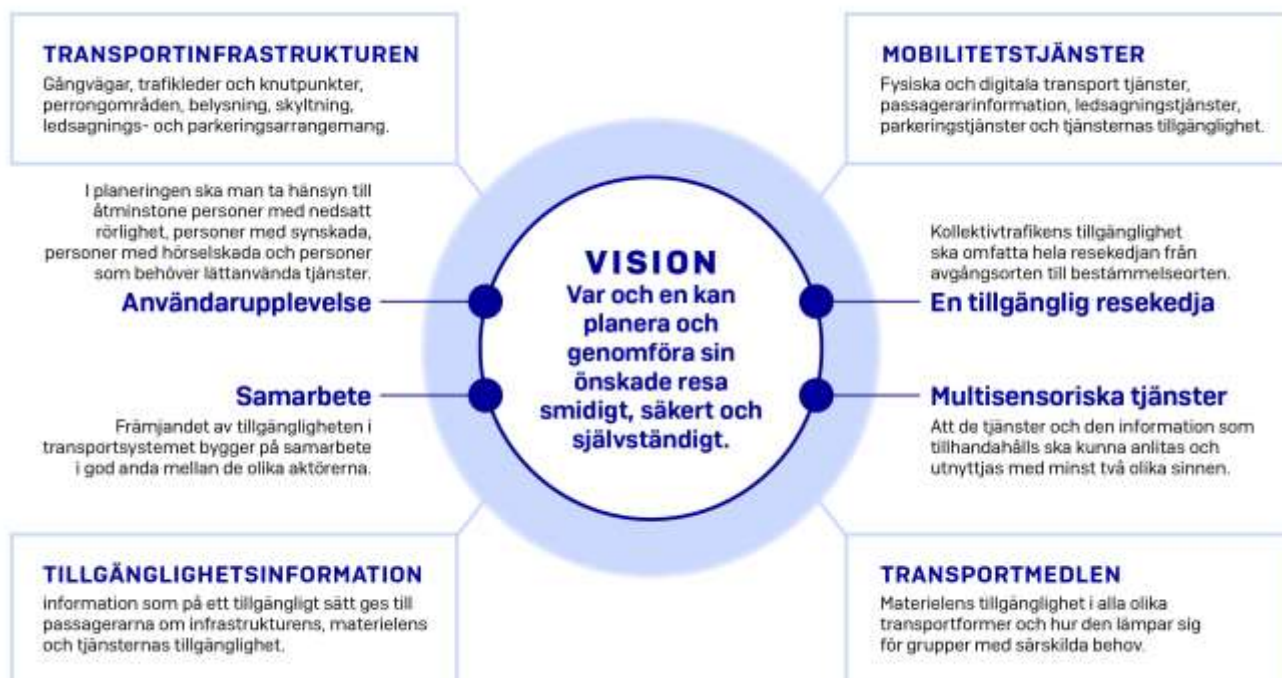 TRANSPORTINFRASTRUKTUREN
Gångvägar, trafikleder och knutpunkter,
perrongområden, belysning, skyltning,
ledsagnings- och parkeringsarrangemang.
MOBILITETSTJÄNSTER
Fysiska och digitala transport tjänster,
passagerarinformation, ledsagningstjänster,
parkeringstjänster och tjänsternas tillgänglighet.
I planeringen ska man ta hänsyn till
åtminstone personer med nedsatt
rörlighet, personer med synskada,
personer med hörselskada och personer
som behöver lättanvända tjänster.
Användarupplevelse
Samarbete
Främjandet av tillgängligheten i
transportsystemet bygger på samarbete
i god anda mellan de olika aktörerna.
VISION
Var och en kan
planera och
genomföra sin
önskade resa
smidigt, säkert och
självständigt.
Kollektivtrafikens tillgänglighet
ska omfatta hela resekedjan från
avgångsorten till bestämmelseorten.
En tillgänglig resekedja
Multisensoriska tjänster
Att de tjänster och den information som
tillhandahålls ska kunna anlitas och
utnyttjas med minst två olika sinnen.
TILLGÄNGLIGHETSINFORMATION
information som på ett tillgängligt sätt ges till
passagerarna om infrastrukturens, materielens
och tjänsternas tillgänglighet.
TRANSPORTMEDLEN
Materielens tillgänglighet i alla olika
transportformer och hur den lämpar sig
för grupper med särskilda behov.